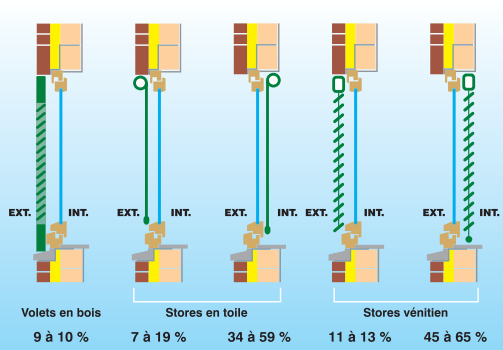 EXT. INT. EXT. INT. EXT. INT. EXT. INT. EXT. INT.
Volets en bois Stores en toile Stores vénitien
9 à 10 % 7 à 19 % 34 à 59 % 11 à 13 % 45 à 65 %